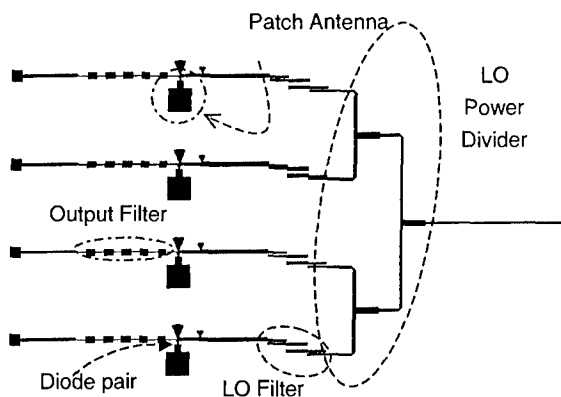 Patch Antenna
LO
Power
Divider
Output Filter
Diode pair
LO Filter